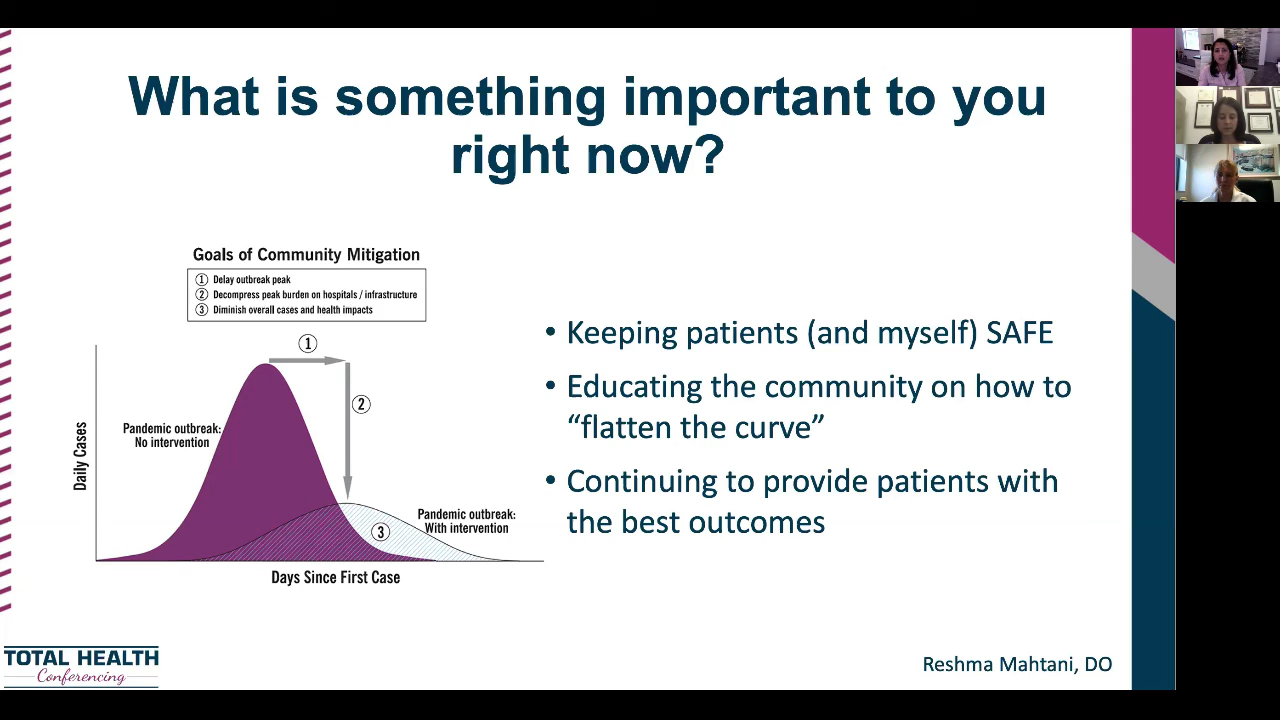 What is something important to you
right now?
Goals of Community Mitigation
① Delay outbreak peak
② Decompress peak burden on hospitals / infrastructure
③ Diminish overall cases and health impacts
①
②
Pandemic outbreak:
No intervention
Daily Cases
Pandemic outbreak:
With intervention
③
Days Since First Case
• Keeping patients (and myself) SAFE
• Educating the community on how to
“flatten the curve”
• Continuing to provide patients with
the best outcomes
TOTAL HEALTH
Conferencing
Reshma Mahtani, DO